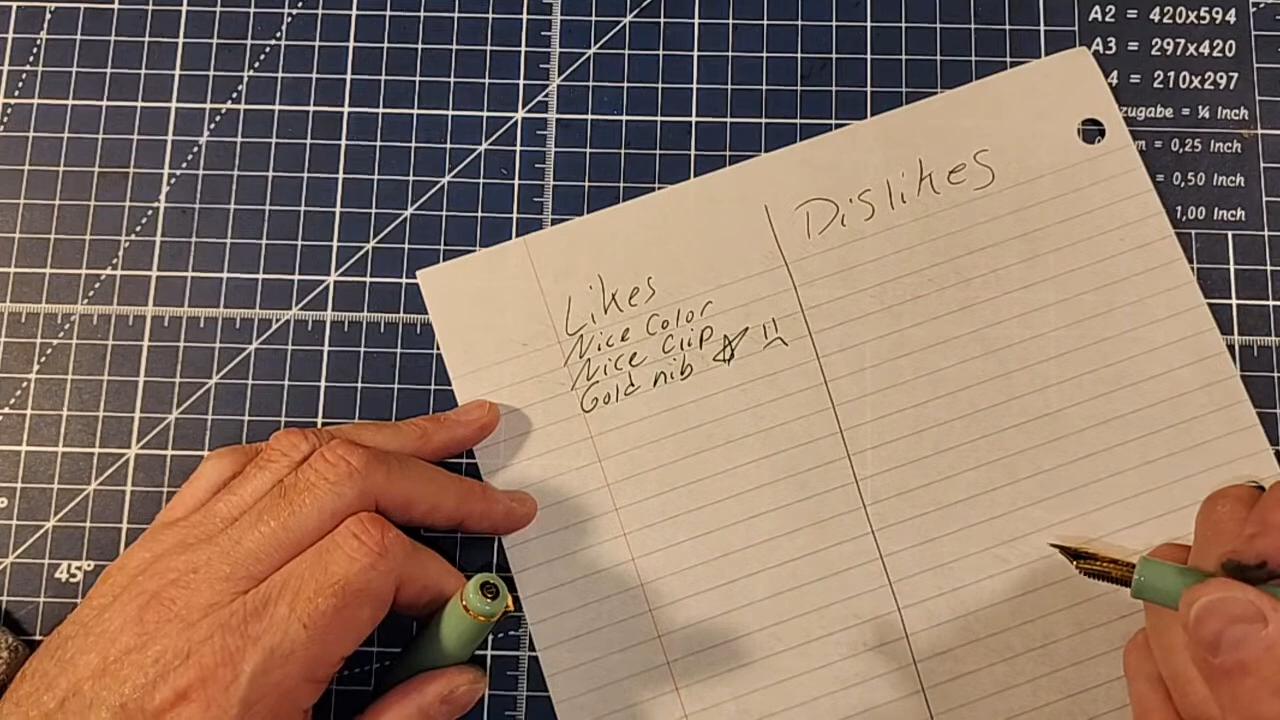 A2 = 420x594
A3 = 297x420
4 = 210x297
zugabe = ¼ Inch
m = 0,25 Inch
= 0,50 Inch
1,00 Inch
Dislikes
Likes
Nice Color
Nice Clip
Gold nib
45°